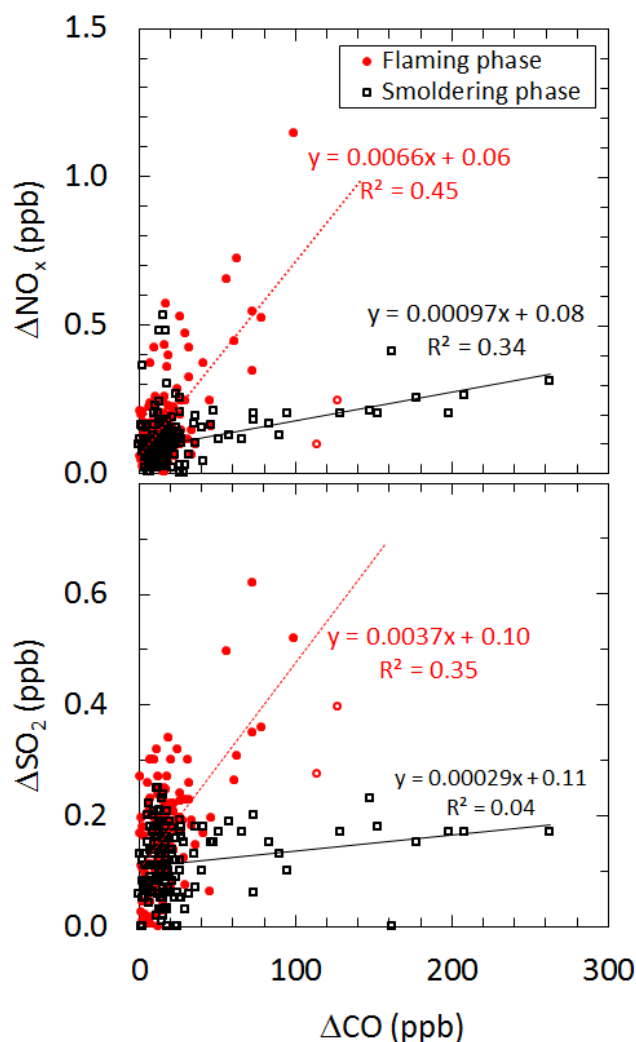 1.5
Flaming phase
Smoldering phase
y = 0.0066x + 0.06
R² = 0.45
1.0
ΔNOₓ (ppb)
y = 0.00097x + 0.08
R² = 0.34
0.5
0.0
0.6
y = 0.0037x + 0.10
R² = 0.35
ΔSO₂ (ppb)
0.4
y = 0.00029x + 0.11
R² = 0.04
0.2
0.0
0 100 200 300
ΔCO (ppb)